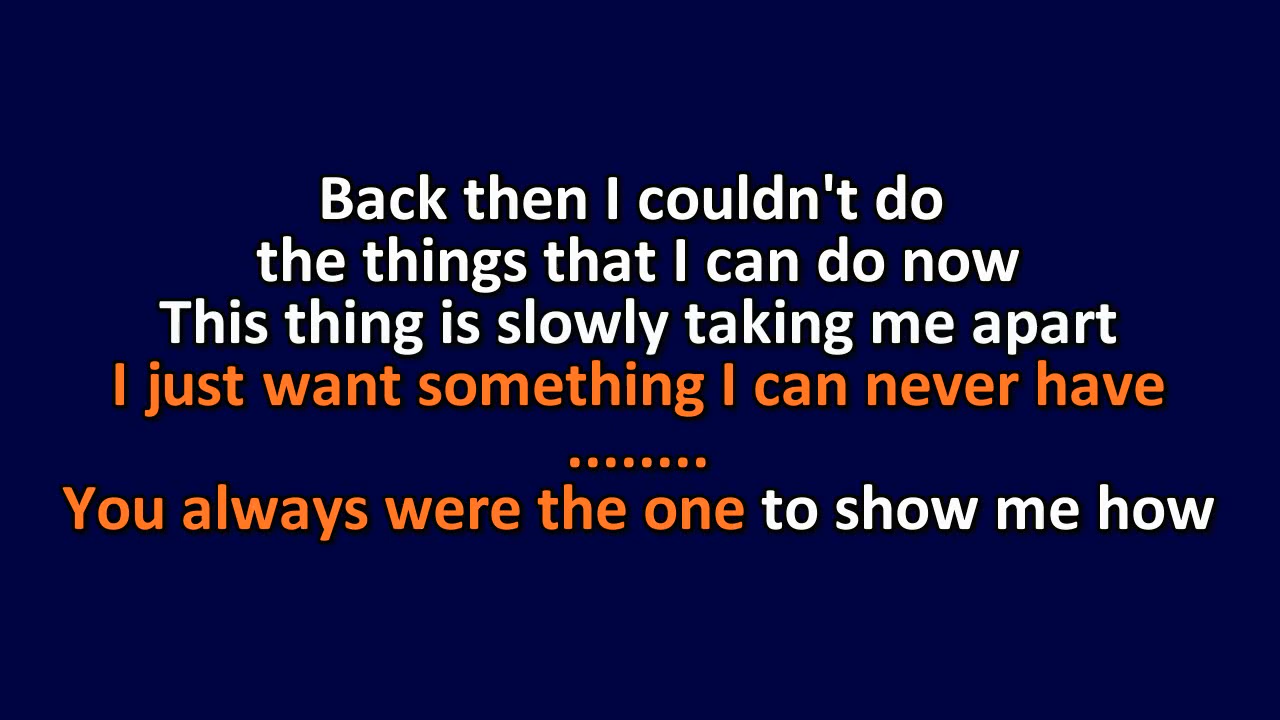 Back then I couldn't do
the things that I can do now
This thing is slowly taking me apart
I just want something I can never have
........
You always were the one to show me how